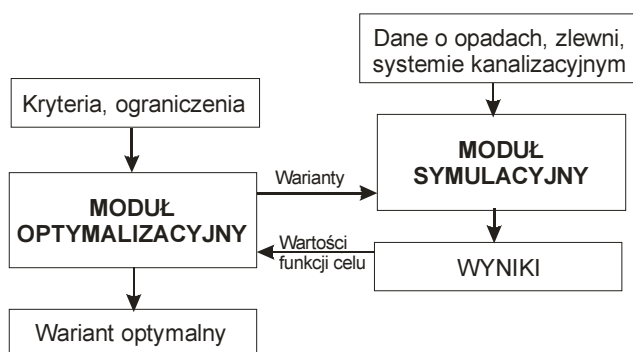 Dane o opadach, zlewni,
systemie kanalizacyjnym
Kryteria, ograniczenia
MODUŁ
SYMULACYJNY
Warianty
MODUŁ
OPTYMALIZACYJNY
Wartości
funkcji celu
WYNIKI
Wariant optymalny